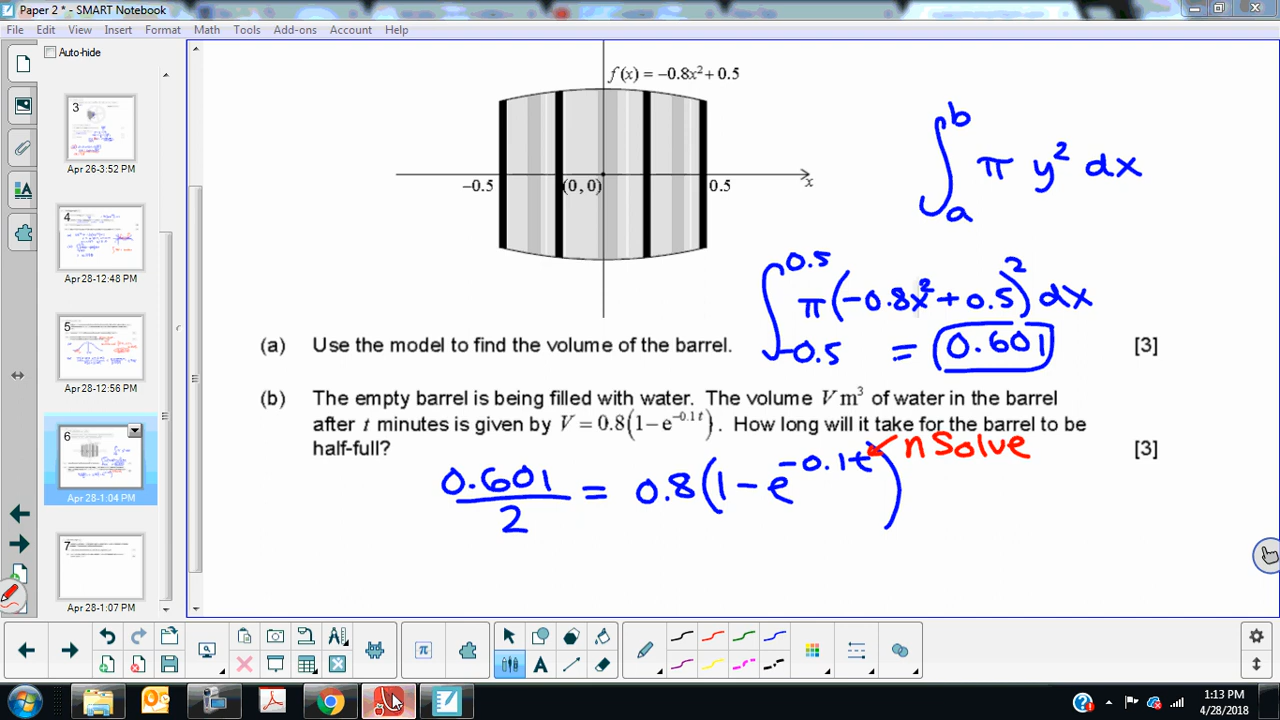 Paper 2 * - SMART Notebook
File Edit View Insert Format Math Tools Add-ons Account Help
Auto-hide
3
Apr 26-3:52 PM
4
Apr 28-12:48 PM
5
Apr 28-12:56 PM
6
Apr 28-1:04 PM
7
Apr 28-1:07 PM
f(x) = −0.8x² + 0.5
−0.5 (0, 0) 0.5 x
∫ₐᵇ π y² dx
∫₋₀.₅^0.5 π(−0.8x² + 0.5)² dx
= 0.601
(a) Use the model to find the volume of the barrel. [3]
(b) The empty barrel is being filled with water. The volume V m³ of water in the barrel
after t minutes is given by V = 0.8(1 − e^−0.1t). How long will it take for the barrel to be
half-full? [3]
nSolve
0.601/2 = 0.8(1 − e^−0.1t)
1:13 PM
4/28/2018